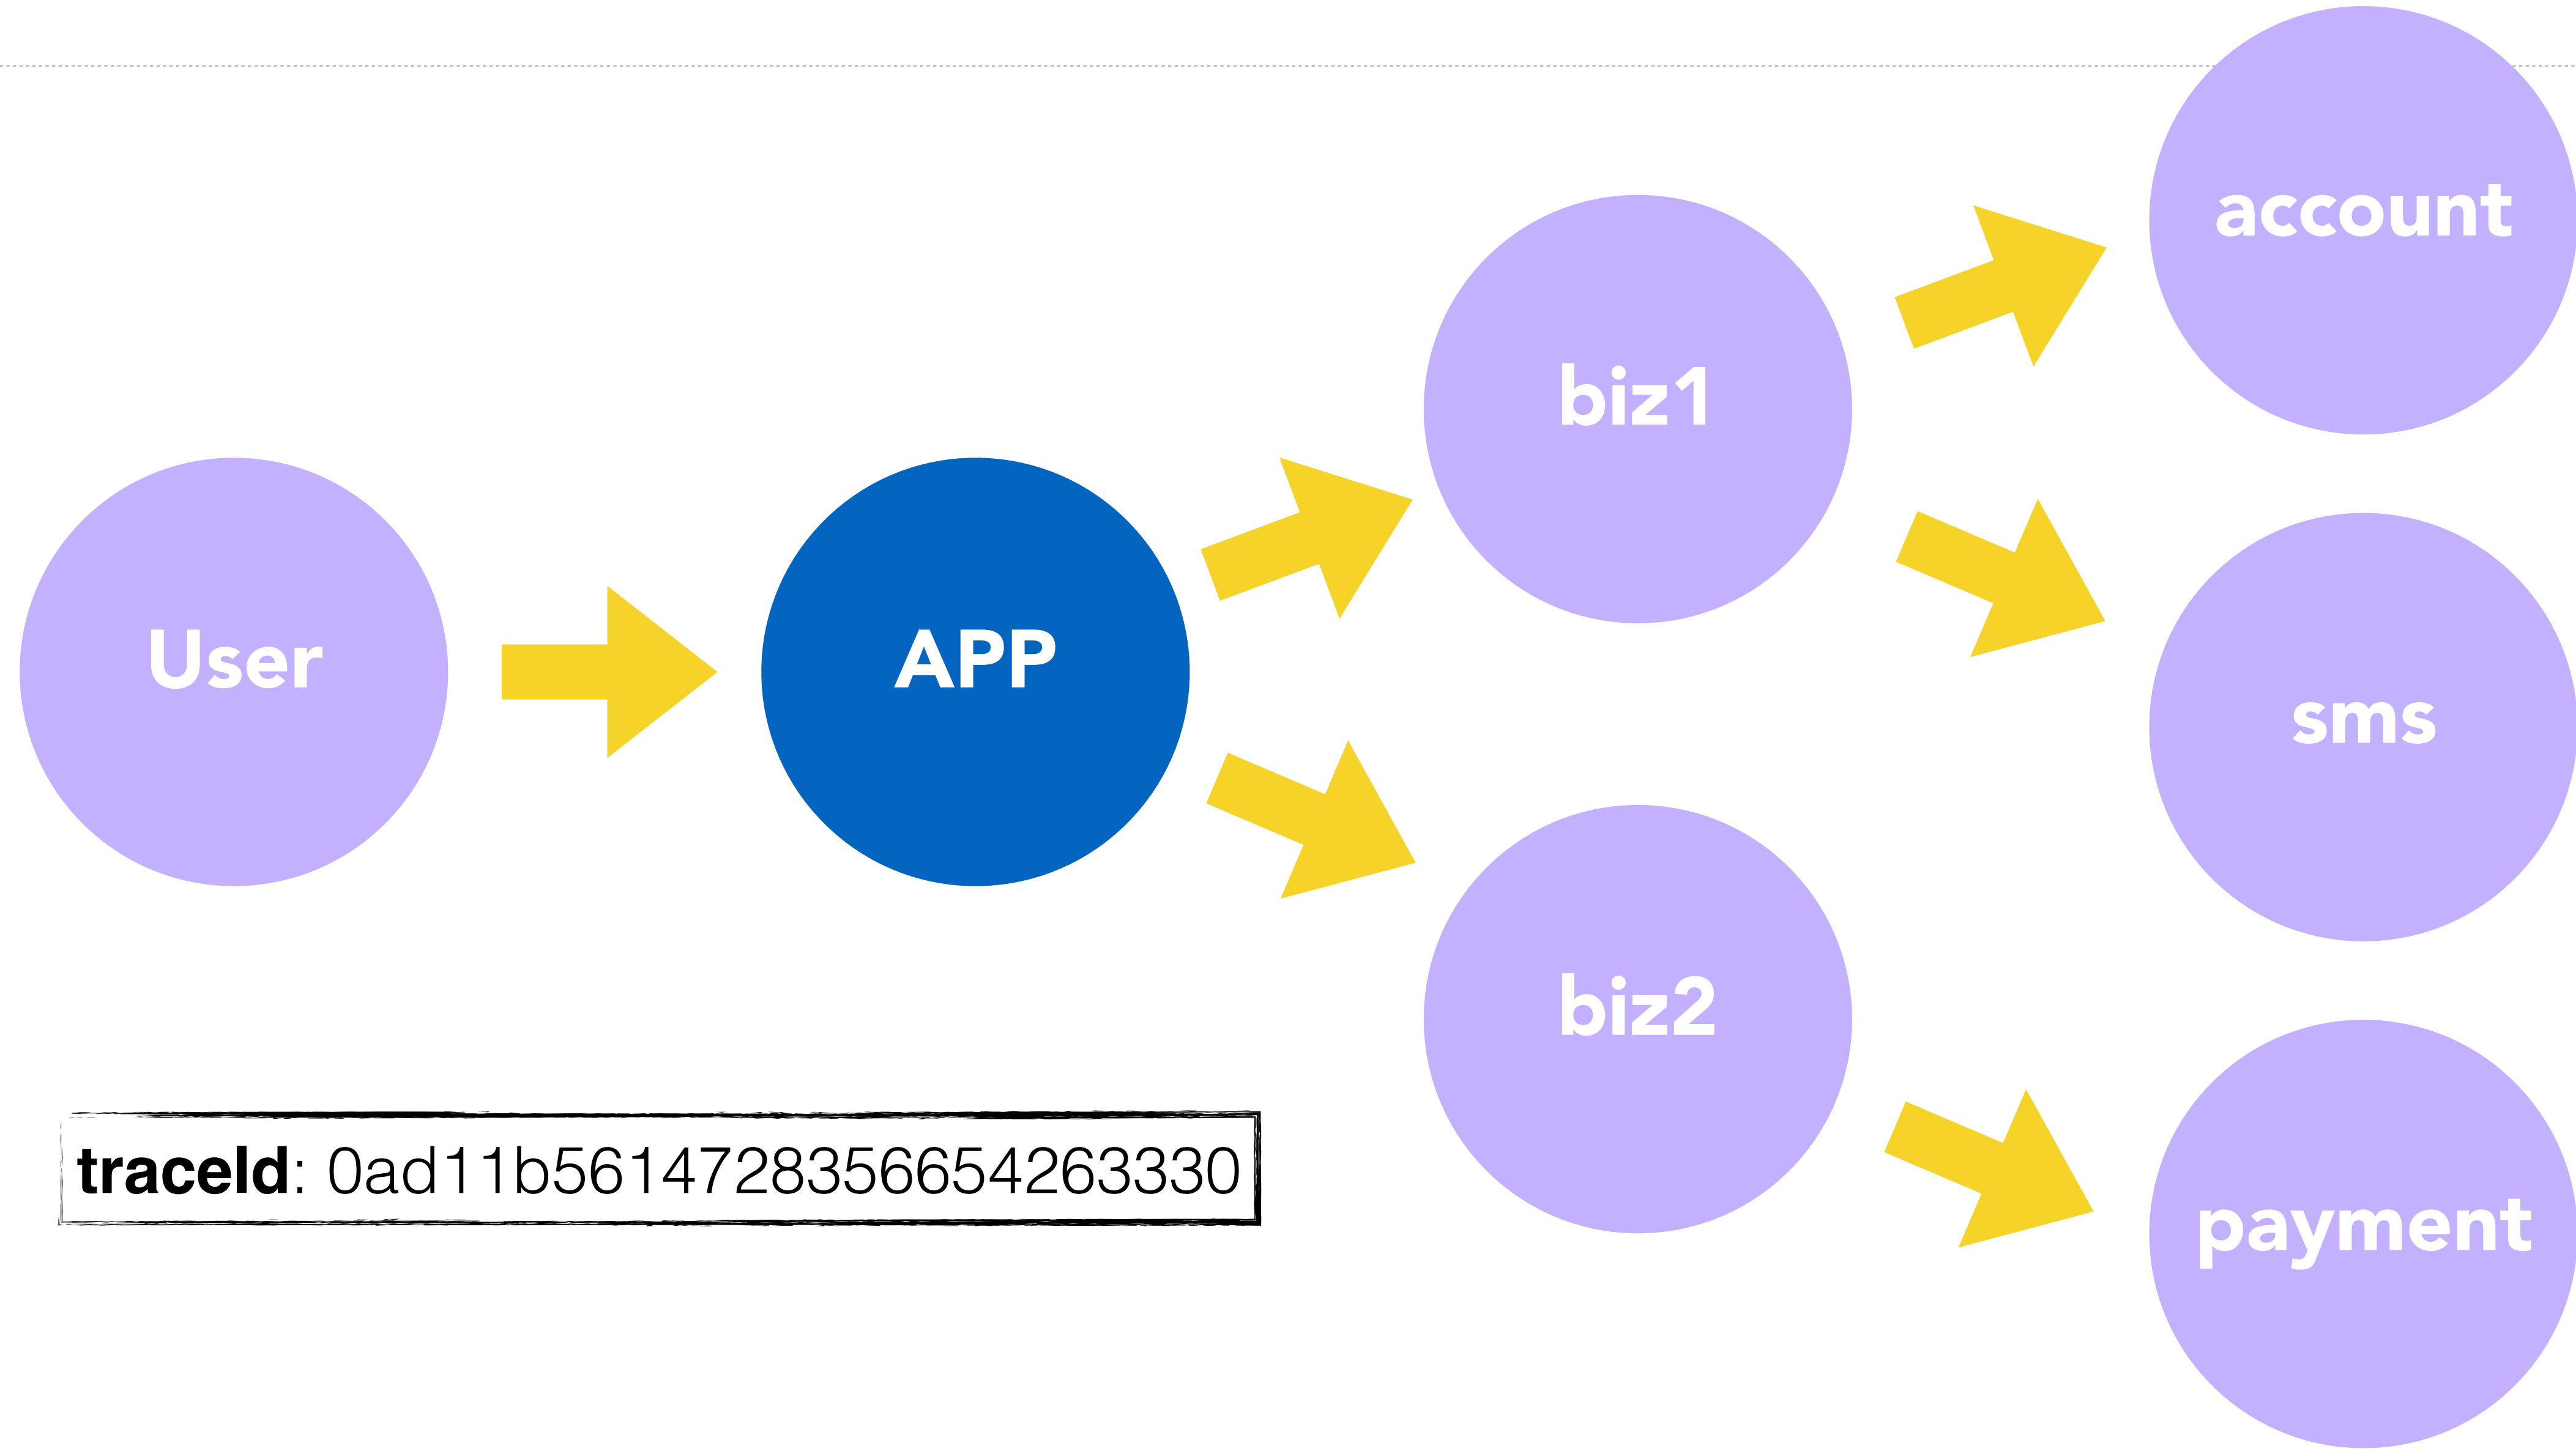 account
biz1
User
APP
sms
biz2
traceId: 0ad11b5614728356654263330
payment